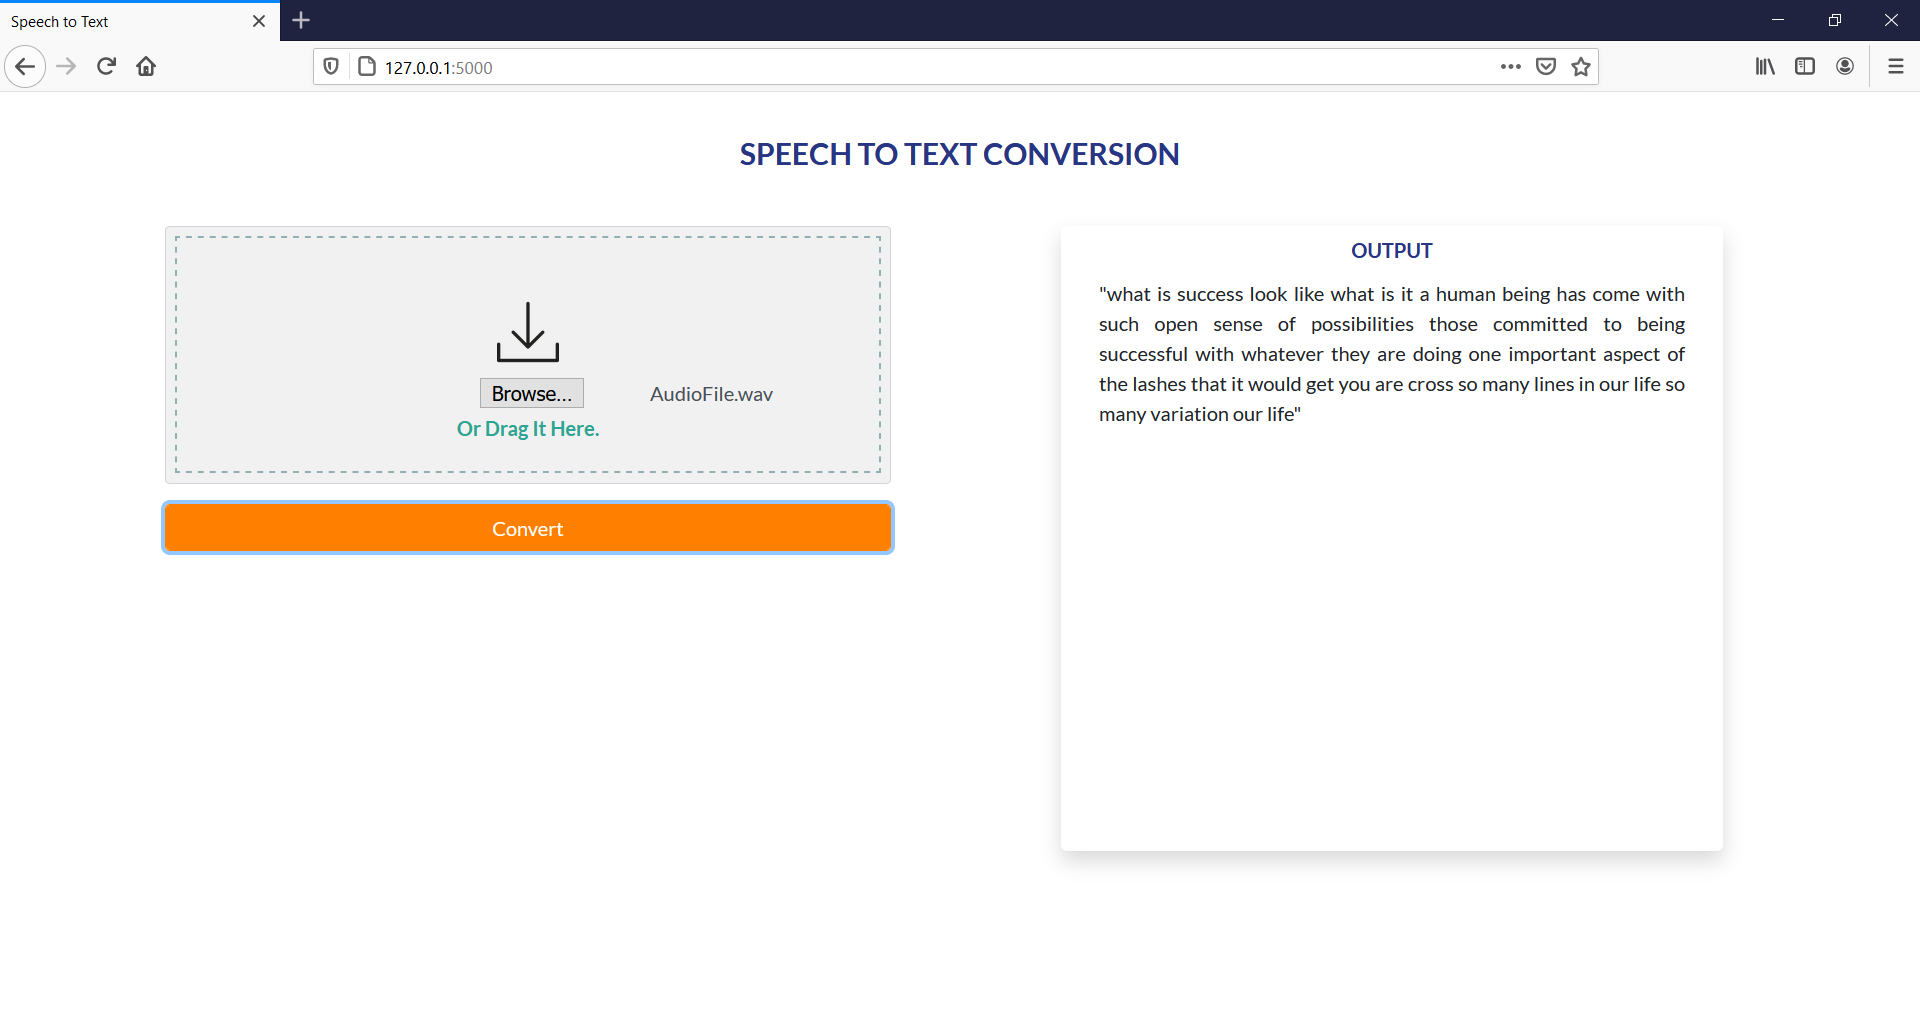 Speech to Text
127.0.0.1:5000
SPEECH TO TEXT CONVERSION
Browse...
AudioFile.wav
Or Drag It Here.
Convert
OUTPUT
"what is success look like what is it a human being has come with
such open sense of possibilities those committed to being
successful with whatever they are doing one important aspect of
the lashes that it would get you are cross so many lines in our life so
many variation our life"